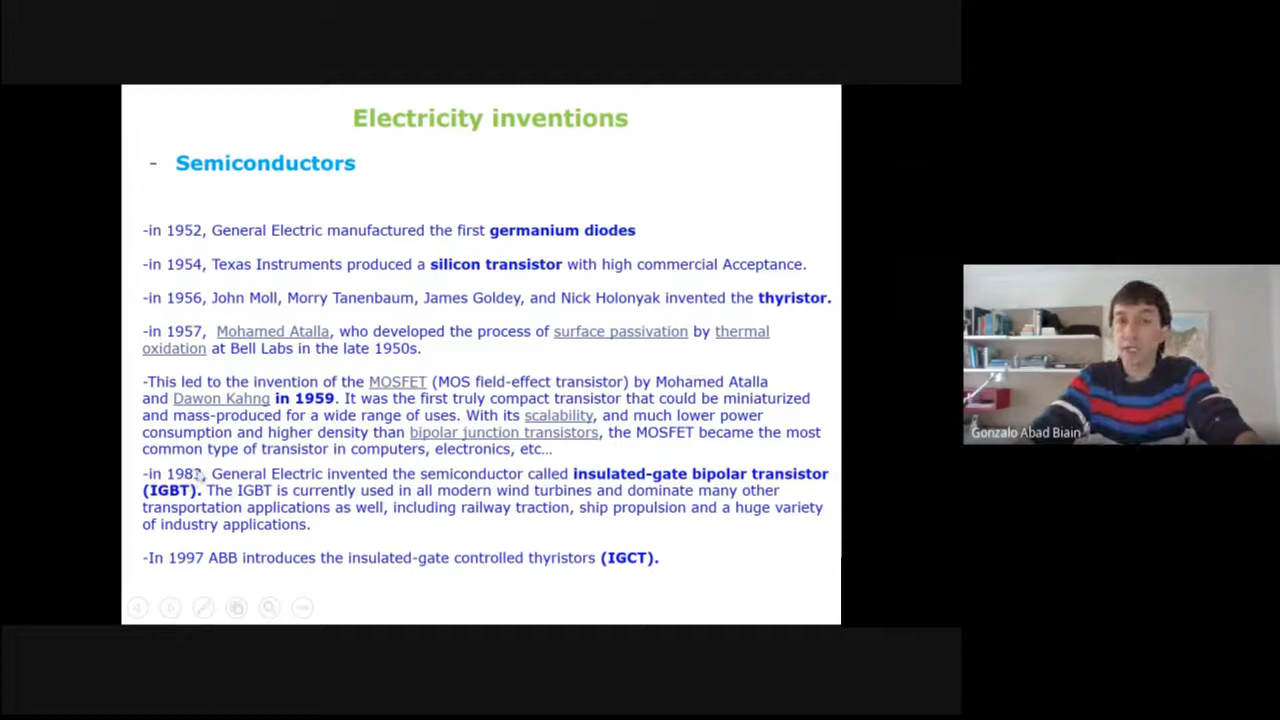 Electricity inventions
- Semiconductors
-in 1952, General Electric manufactured the first germanium diodes
-in 1954, Texas Instruments produced a silicon transistor with high commercial Acceptance.
-in 1956, John Moll, Morry Tanenbaum, James Goldey, and Nick Holonyak invented the thyristor.
-in 1957, Mohamed Atalla, who developed the process of surface passivation by thermal
oxidation at Bell Labs in the late 1950s.
-This led to the invention of the MOSFET (MOS field-effect transistor) by Mohamed Atalla
and Dawon Kahng in 1959. It was the first truly compact transistor that could be miniaturized
and mass-produced for a wide range of uses. With its scalability, and much lower power
consumption and higher density than bipolar junction transistors, the MOSFET became the most
common type of transistor in computers, electronics, etc...
-in General Electric invented the semiconductor called insulated-gate bipolar transistor
(IGBT). The IGBT is currently used in all modern wind turbines and dominate many other
transportation applications as well, including railway traction, ship propulsion and a huge variety
of industry applications.
-In 1997 ABB introduces the insulated-gate controlled thyristors (IGCT).
Gonzalo Abad Biain